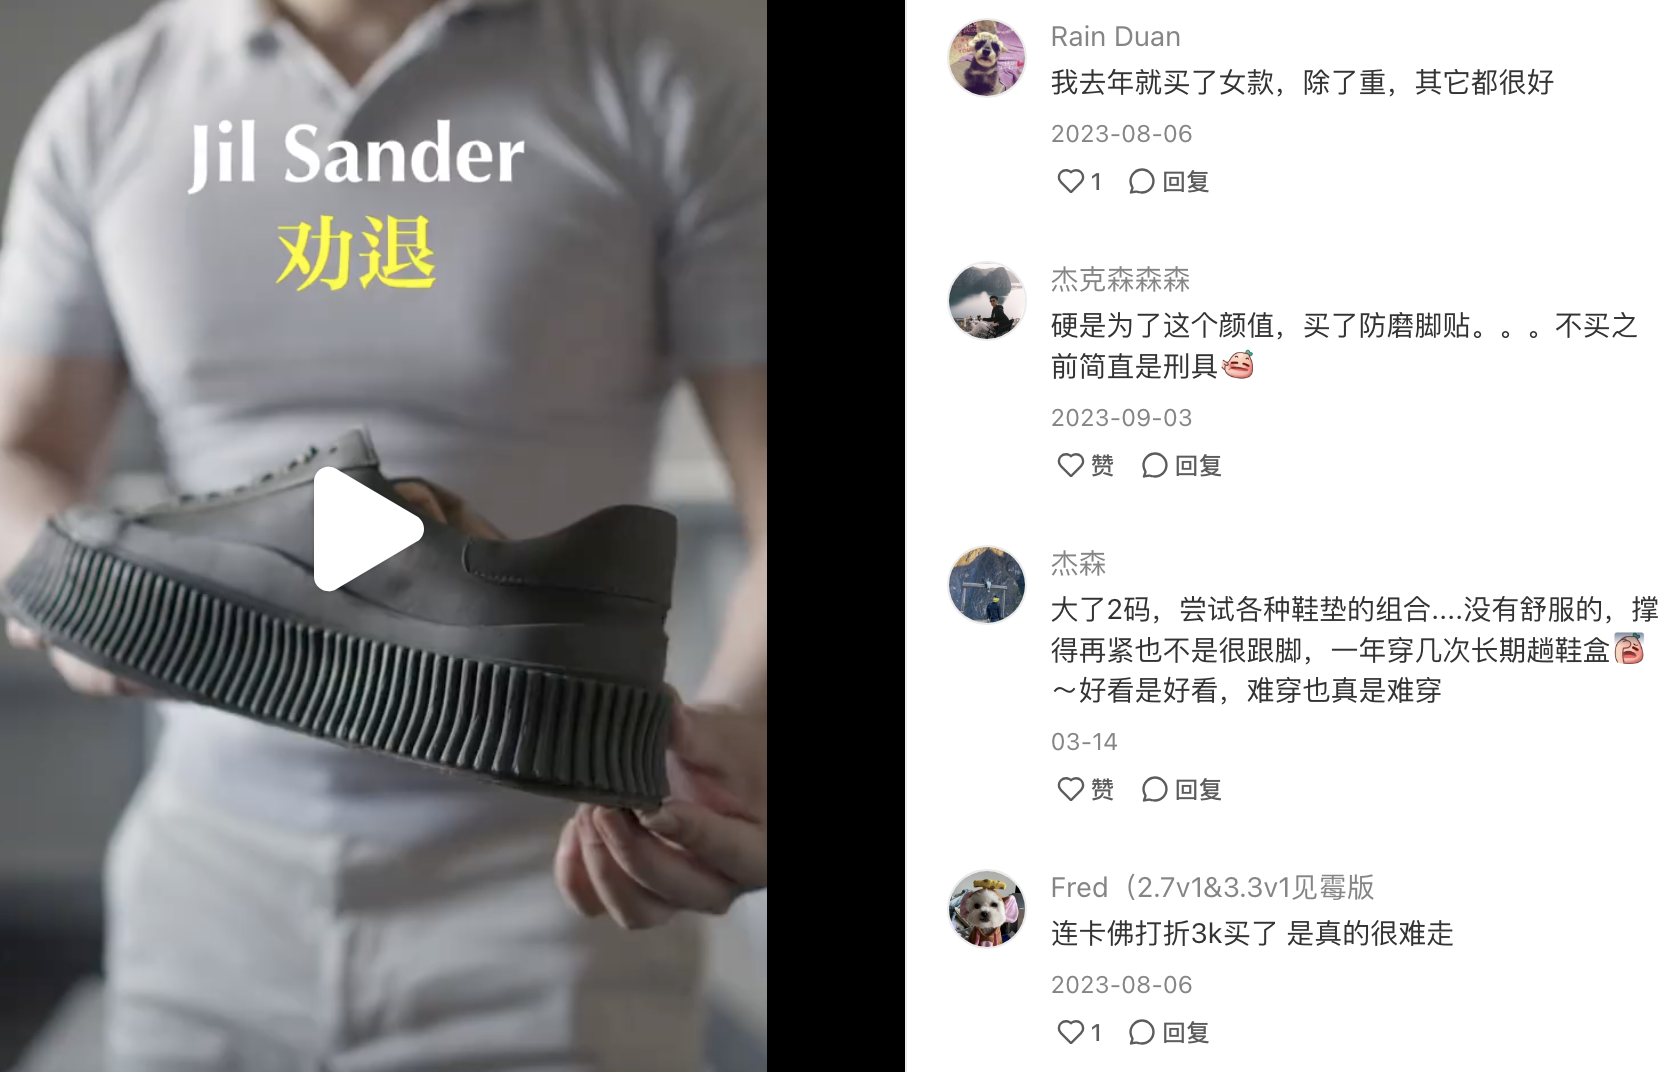 Jil Sander
劝退
Rain Duan
我去年就买了女款，除了重，其它都很好
2023-08-06
1 回复
杰克森森森
硬是为了这个颜值，买了防磨脚贴。。。不买之
前简直是刑具
2023-09-03
赞 回复
杰森
大了2码，尝试各种鞋垫的组合....没有舒服的，撑
得再紧也不是很跟脚，一年穿几次长期趟鞋盒
～好看是好看，难穿也真是难穿
03-14
赞 回复
Fred（2.7v1&3.3v1见霉版
连卡佛打折3k买了 是真的很难走
2023-08-06
1 回复